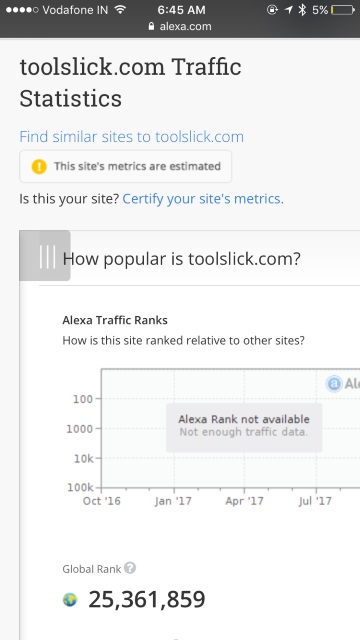 Vodafone IN 6:45 AM 5%
alexa.com
toolslick.com Traffic
Statistics
Find similar sites to toolslick.com
! This site's metrics are estimated
Is this your site? Certify your site's metrics.
How popular is toolslick.com?
Alexa Traffic Ranks
How is this site ranked relative to other sites?
a Al
100
Alexa Rank not available
1000
Not enough traffic data.
10k
100k
Oct '16 Jan '17 Apr '17 Jul '17
Global Rank ?
25,361,859